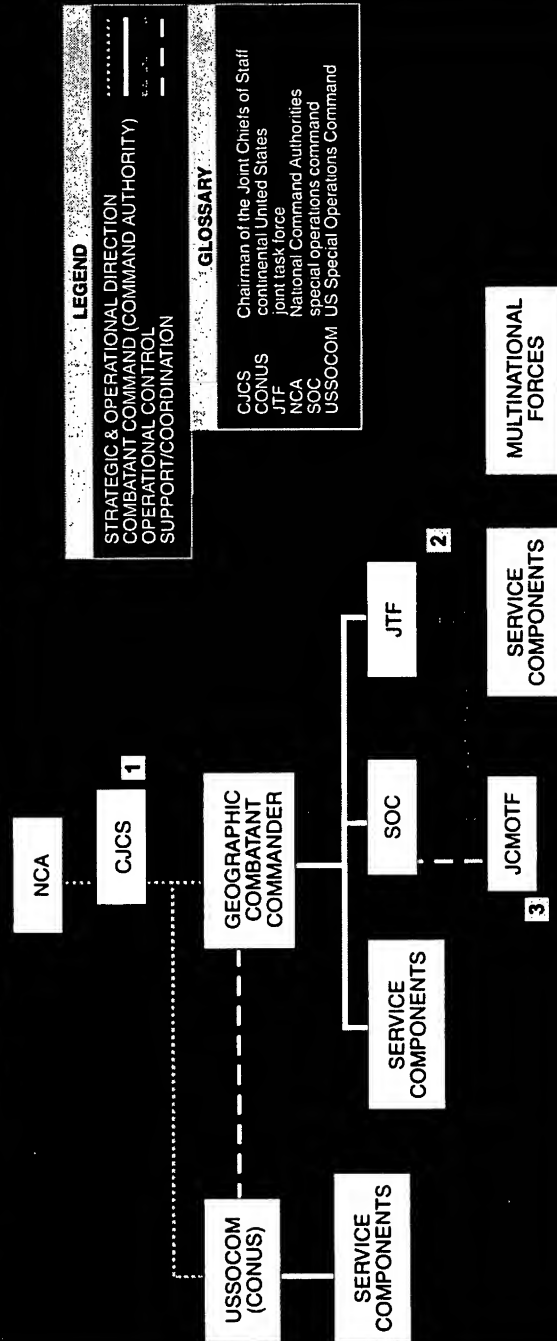 NCA
CJCS
1
USSOCOM
(CONUS)
GEOGRAPHIC
COMBATANT
COMMANDER
SERVICE
COMPONENTS
SERVICE
COMPONENTS
SOC
JTF
2
3
JCMOTF
SERVICE
COMPONENTS
MULTINATIONAL
FORCES
LEGEND
STRATEGIC & OPERATIONAL DIRECTION
COMBATANT COMMAND (COMMAND AUTHORITY)
OPERATIONAL CONTROL
SUPPORT/COORDINATION
GLOSSARY
CJCS Chairman of the Joint Chiefs of Staff
CONUS continental United States
JTF joint task force
NCA National Command Authorities
SOC special operations command
USSOCOM US Special Operations Command